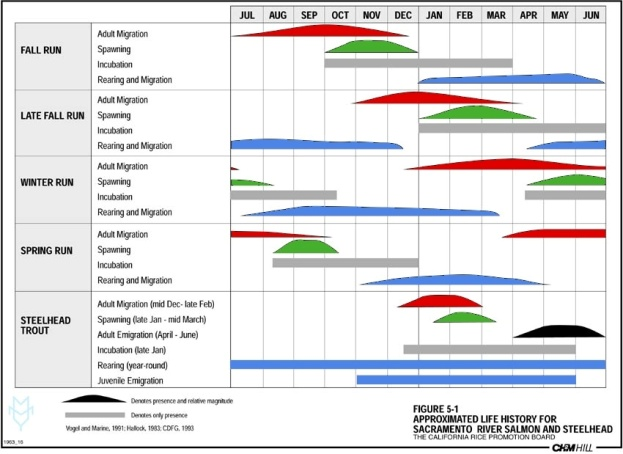 JUL AUG SEP OCT NOV DEC JAN FEB MAR APR MAY JUN
FALL RUN
Adult Migration
Spawning
Incubation
Rearing and Migration
LATE FALL RUN
Adult Migration
Spawning
Incubation
Rearing and Migration
WINTER RUN
Adult Migration
Spawning
Incubation
Rearing and Migration
SPRING RUN
Adult Migration
Spawning
Incubation
Rearing and Migration
STEELHEAD
TROUT
Adult Migration (mid Dec- late Feb)
Spawning (late Jan - mid March)
Adult Emigration (April - June)
Incubation (late Jan)
Rearing (year-round)
Juvenile Emigration
Denotes presence and relative magnitude
Denotes only presence
Vogel and Marine, 1991; Hallock, 1983; CDFG, 1993
1993_16
FIGURE 5-1
APPROXIMATED LIFE HISTORY FOR
SACRAMENTO RIVER SALMON AND STEELHEAD
THE CALIFORNIA RICE PROMOTION BOARD
CH2M HILL